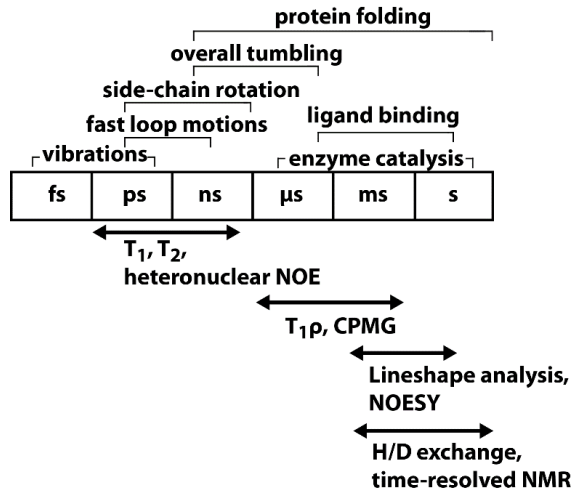 protein folding
overall tumbling
side-chain rotation
ligand binding
fast loop motions
vibrations
enzyme catalysis
fs ps ns μs ms s
T1, T2,
heteronuclear NOE
T1ρ, CPMG
Lineshape analysis,
NOESY
H/D exchange,
time-resolved NMR